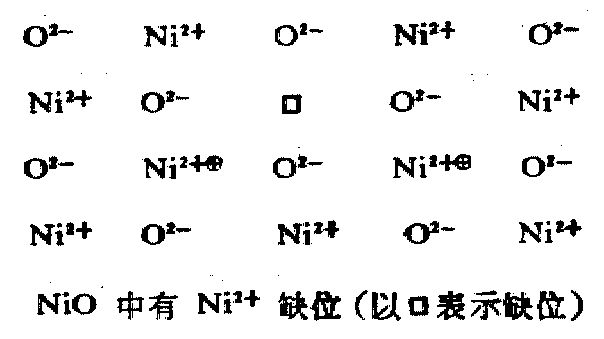 O²⁻ Ni²⁺ O²⁻ Ni²⁺ O²⁻
Ni²⁺ O²⁻ □ O²⁻ Ni²⁺
O²⁻ Ni²⁺⊕ O²⁻ Ni²⁺⊕ O²⁻
Ni²⁺ O²⁻ Ni²⁺ O²⁻ Ni²⁺
NiO 中有 Ni²⁺ 缺位(以□表示缺位)